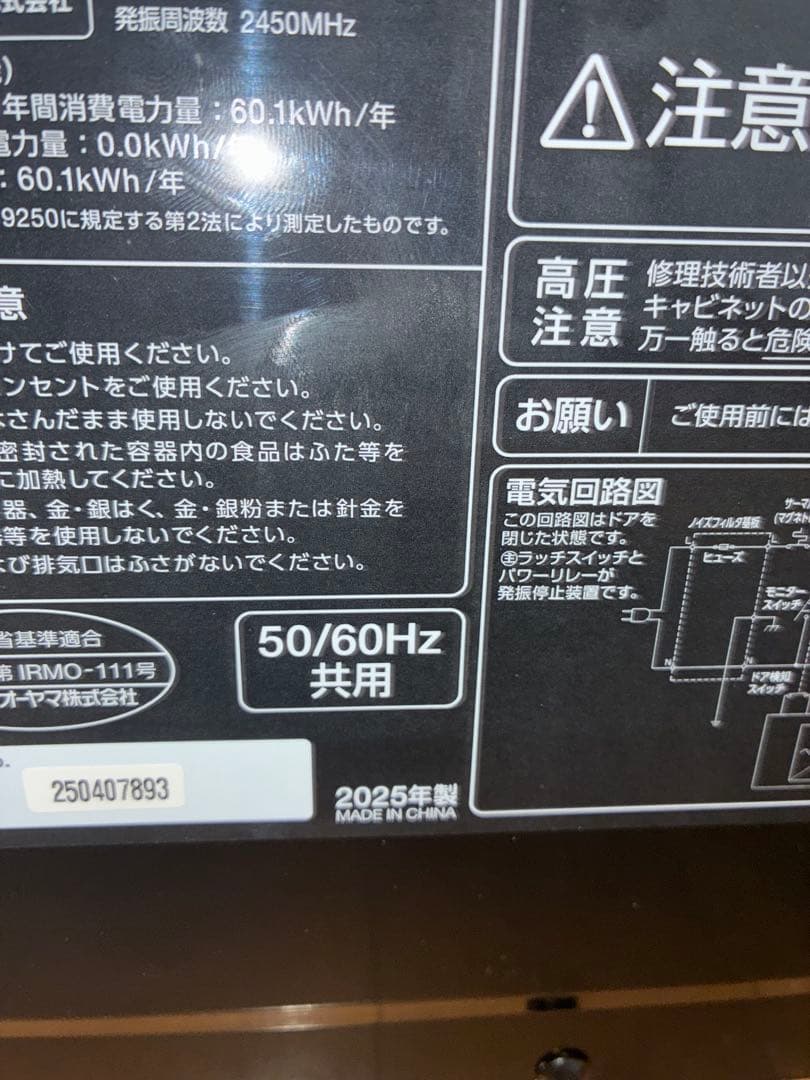 式会社
発振周波数 2450MHz
年間消費電力量：60.1kWh/年
電力量：0.0kWh/
：60.1kWh/年
9250に規定する第2法により測定したものです。
意
けてご使用ください。
ンセントをご使用ください。
さんだまま使用しないでください。
密封された容器内の食品はふた等を
に加熱してください。
器、金・銀はく、金・銀粉または針金を
等を使用しないでください。
よび排気口はふさがないでください。
省基準適合
第 IRMO-111号
オーヤマ株式会社
50/60Hz
共用
250407893
2025年製
MADE IN CHINA
注意
高圧
注意
修理技術者以
キャビネットの
万一触ると危険
お願い
ご使用前には
電気回路図
この回路図はドアを
閉じた状態です。
㊤ラッチスイッチと
パワーリレーが
発振停止装置です。
ノイズフィルタ基板
ヒューズ
サーマ
(マグネト
モニター
スイッチ
N
N
ドア検知
スイッチ